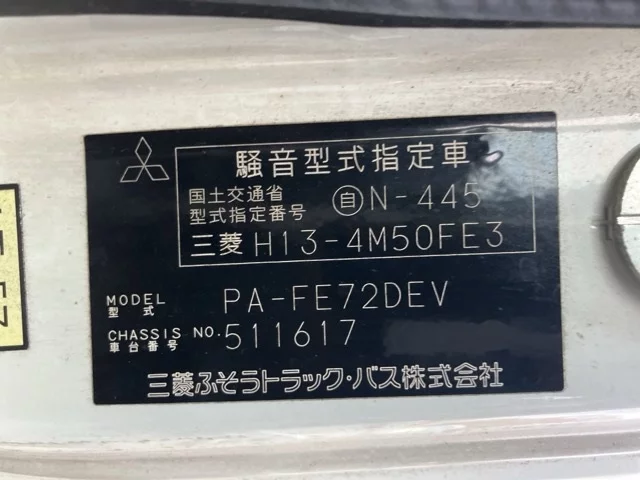 騒音型式指定車
国土交通省
型式指定番号 自N-445
三菱 H13-4M50FE3
MODEL
型式 PA-FE72DEV
CHASSIS NO.
車台番号 511617
三菱ふそうトラック・バス株式会社